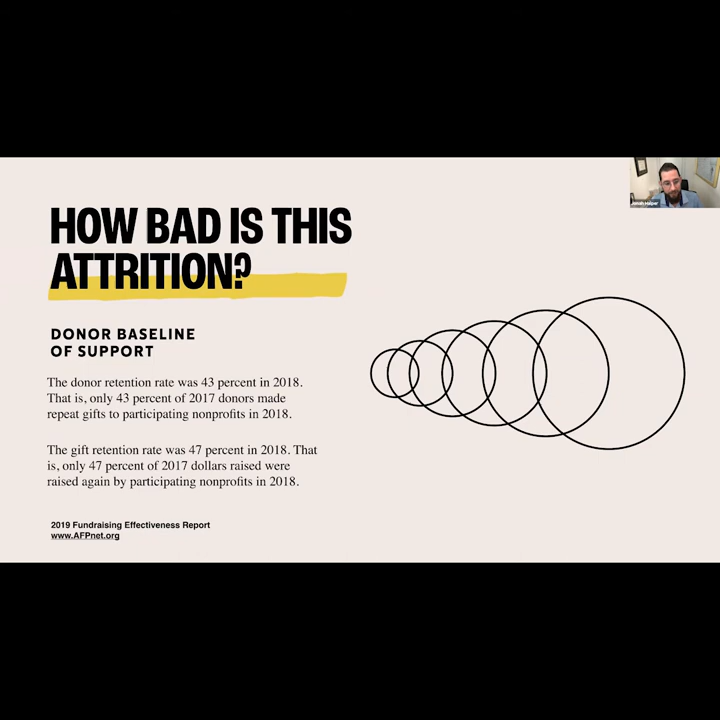 HOW BAD IS THIS
ATTRITION?
DONOR BASELINE
OF SUPPORT
The donor retention rate was 43 percent in 2018.
That is, only 43 percent of 2017 donors made
repeat gifts to participating nonprofits in 2018.
The gift retention rate was 47 percent in 2018. That
is, only 47 percent of 2017 dollars raised were
raised again by participating nonprofits in 2018.
2019 Fundraising Effectiveness Report
www.AFPnet.org